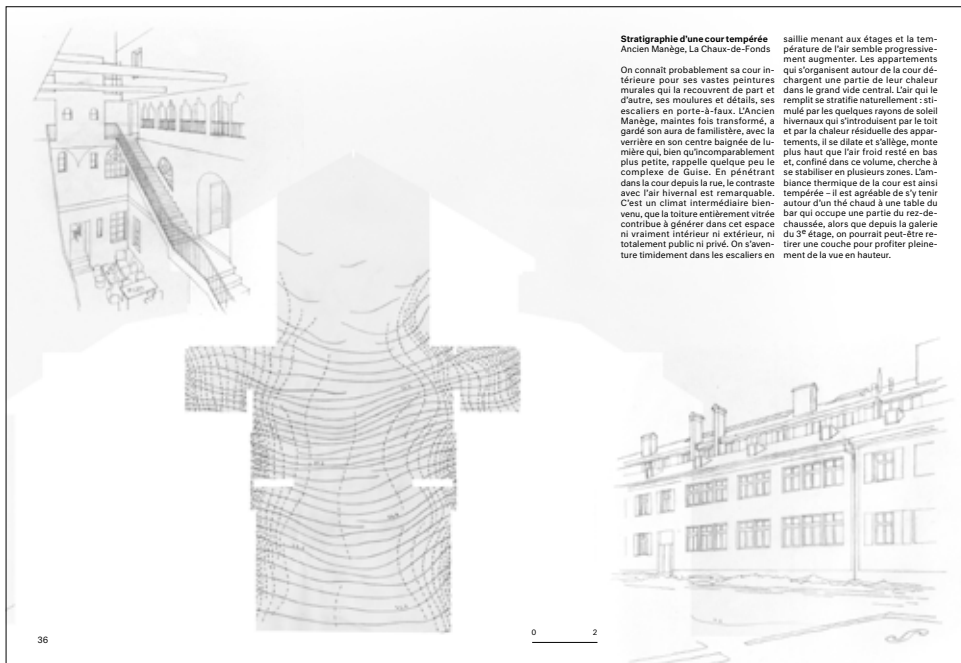 Stratigraphie d'une cour tempérée
Ancien Manège, La Chaux-de-Fonds
On connaît probablement sa cour in-
térieure pour ses vastes peintures
murales qui la recouvrent de part et
d'autre, ses moulures et détails, ses
escaliers en porte-à-faux. L'Ancien
Manège, maintes fois transformé, a
gardé son aura de familistère, avec la
verrière en son centre baignée de lu-
mière qui, bien qu'incomparablement
plus petite, rappelle quelque peu le
complexe de Guise. En pénétrant
dans la cour depuis la rue, le contraste
avec l'air hivernal est remarquable.
C'est un climat intermédiaire bien-
venu, que la toiture entièrement vitrée
contribue à générer dans cet espace
ni vraiment intérieur ni extérieur, ni
totalement public ni privé. On s'aven-
ture timidement dans les escaliers en
saillie menant aux étages et la tem-
pérature de l'air semble progressive-
ment augmenter. Les appartements
qui s'organisent autour de la cour dé-
chargent une partie de leur chaleur
dans le grand vide central. L'air qui le
remplit se stratifie naturellement : sti-
mulé par les quelques rayons de soleil
hivernaux qui s'introduisent par le toit
et par la chaleur résiduelle des appar-
tements, il se dilate et s'allège, monte
plus haut que l'air froid resté en bas
et, confiné dans ce volume, cherche à
se stabiliser en plusieurs zones. L'am-
biance thermique de la cour est ainsi
tempérée – il est agréable de s'y tenir
autour d'un thé chaud à une table du
bar qui occupe une partie du rez-de-
chaussée, alors que depuis la galerie
du 3e étage, on pourrait peut-être re-
tirer une couche pour profiter pleine-
ment de la vue en hauteur.
36
0 2